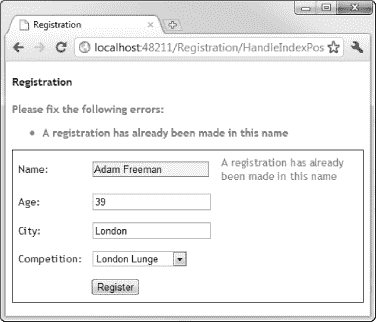 Registration
localhost:48211/Registration/HandleIndexPos
Registration
Please fix the following errors:
• A registration has already been made in this name
Name: Adam Freeman A registration has already
been made in this name
Age: 39
City: London
Competition: London Lunge
Register